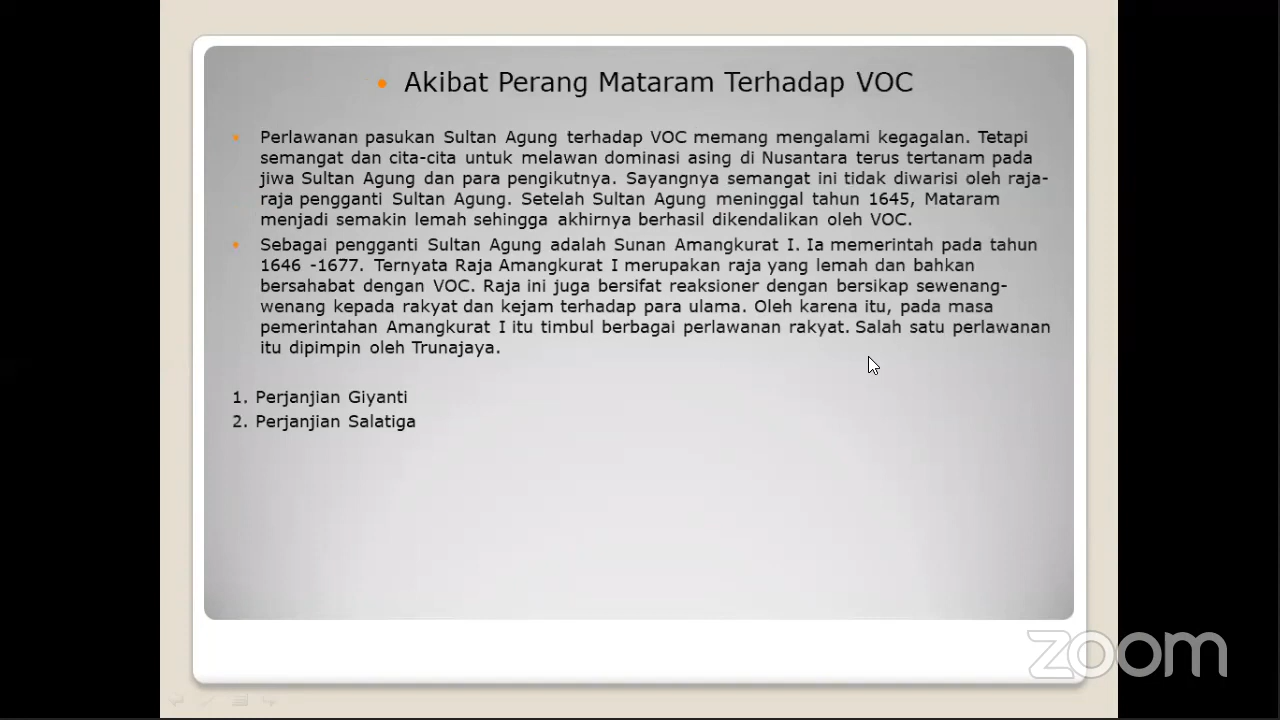 Akibat Perang Mataram Terhadap VOC
Perlawanan pasukan Sultan Agung terhadap VOC memang mengalami kegagalan. Tetapi
semangat dan cita-cita untuk melawan dominasi asing di Nusantara terus tertanam pada
jiwa Sultan Agung dan para pengikutnya. Sayangnya semangat ini tidak diwarisi oleh raja-
raja pengganti Sultan Agung. Setelah Sultan Agung meninggal tahun 1645, Mataram
menjadi semakin lemah sehingga akhirnya berhasil dikendalikan oleh VOC.
Sebagai pengganti Sultan Agung adalah Sunan Amangkurat I. Ia memerintah pada tahun
1646 -1677. Ternyata Raja Amangkurat I merupakan raja yang lemah dan bahkan
bersahabat dengan VOC. Raja ini juga bersifat reaksioner dengan bersikap sewenang-
wenang kepada rakyat dan kejam terhadap para ulama. Oleh karena itu, pada masa
pemerintahan Amangkurat I itu timbul berbagai perlawanan rakyat. Salah satu perlawanan
itu dipimpin oleh Trunajaya.
1. Perjanjian Giyanti
2. Perjanjian Salatiga
zoom